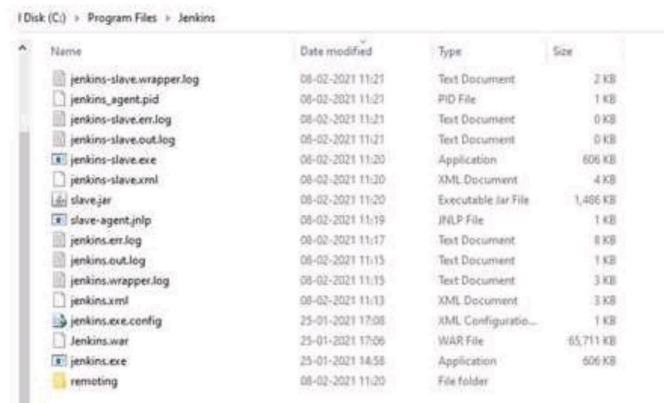 l Disk (C:) > Program Files > Jenkins
Name Date modified Type Size
jenkins-slave.wrapper.log 08-02-2021 11:21 Text Document 2 KB
jenkins_agent.pid 08-02-2021 11:21 PID File 1 KB
jenkins-slave.err.log 08-02-2021 11:21 Text Document 0 KB
jenkins-slave.out.log 08-02-2021 11:21 Text Document 0 KB
jenkins-slave.exe 08-02-2021 11:20 Application 606 KB
jenkins-slave.xml 08-02-2021 11:20 XML Document 4 KB
slave.jar 08-02-2021 11:20 Executable Jar File 1,486 KB
slave-agent.jnlp 08-02-2021 11:19 JNLP File 1 KB
jenkins.err.log 08-02-2021 11:17 Text Document 8 KB
jenkins.out.log 08-02-2021 11:15 Text Document 1 KB
jenkins.wrapper.log 08-02-2021 11:15 Text Document 3 KB
jenkins.xml 08-02-2021 11:13 XML Document 3 KB
jenkins.exe.config 25-01-2021 17:08 XML Configuratio... 1 KB
Jenkins.war 25-01-2021 17:06 WAR File 65,711 KB
jenkins.exe 25-01-2021 14:58 Application 606 KB
remoting 08-02-2021 11:20 File folder